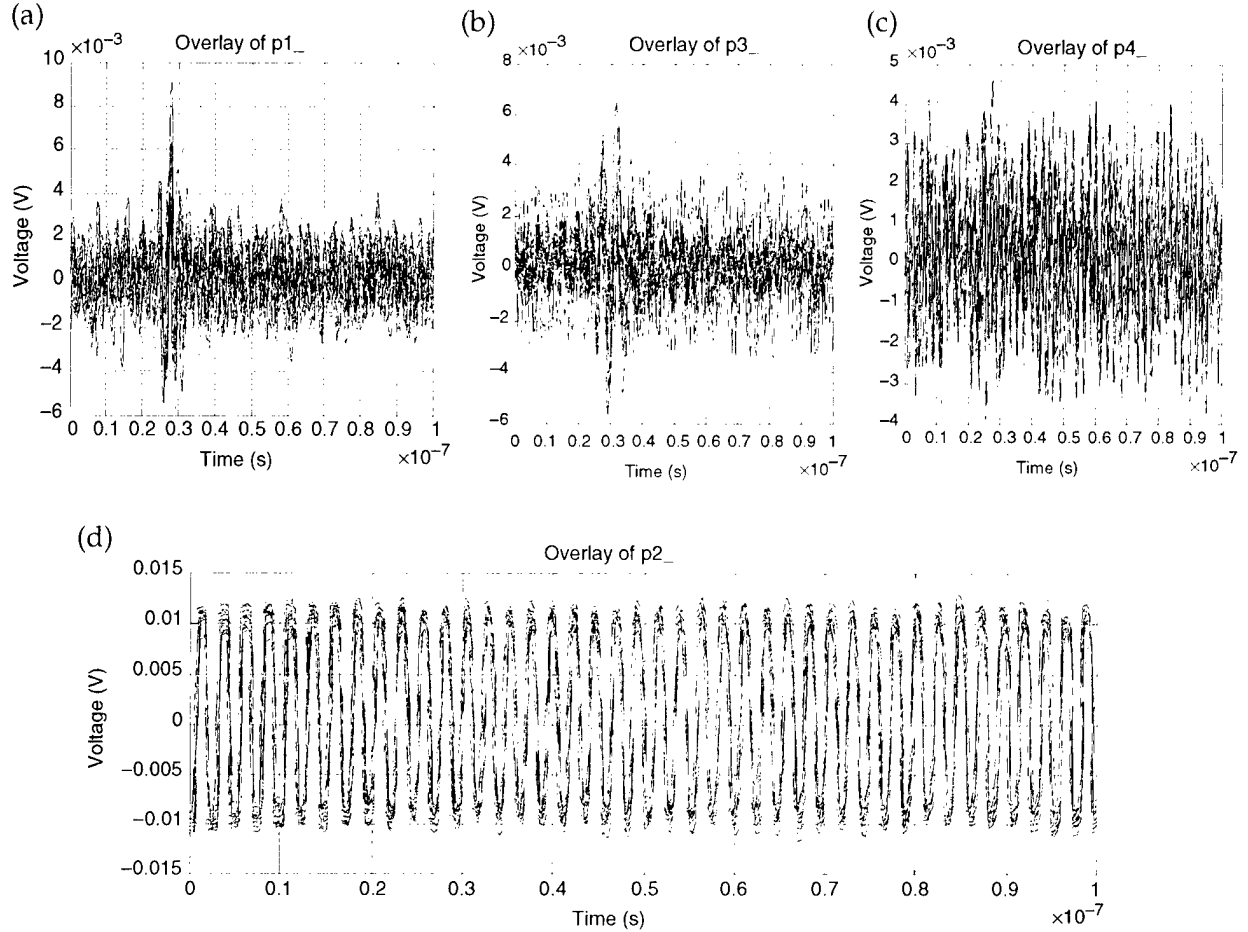 (a)
×10−3
Overlay of p1_
10
8
6
4
2
0
−2
−4
−6
Voltage (V)
0 0.1 0.2 0.3 0.4 0.5 0.6 0.7 0.8 0.9 1
Time (s)
×10−7
(b)
×10−3
Overlay of p3_
8
6
4
2
0
−2
−4
−6
Voltage (V)
0 0.1 0.2 0.3 0.4 0.5 0.6 0.7 0.8 0.9 1
Time (s)
×10−7
(c)
×10−3
Overlay of p4_
5
4
3
2
1
0
−1
−2
−3
−4
Voltage (V)
0 0.1 0.2 0.3 0.4 0.5 0.6 0.7 0.8 0.9 1
Time (s)
×10−7
(d)
Overlay of p2_
0.015
0.01
0.005
0
−0.005
−0.01
−0.015
Voltage (V)
0 0.1 0.2 0.3 0.4 0.5 0.6 0.7 0.8 0.9 1
Time (s)
×10−7